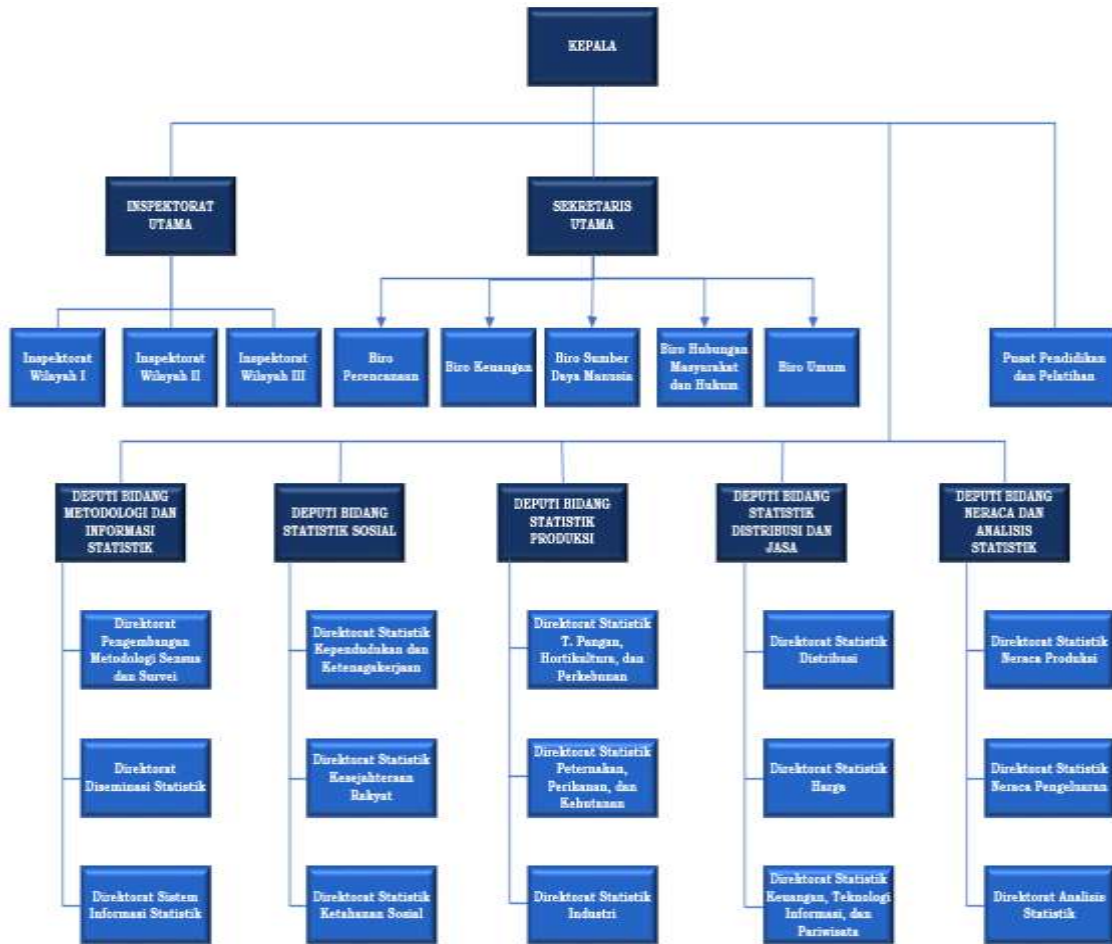 KEPALA
INSPEKTORAT
UTAMA
SEKRETARIS
UTAMA
Inspektorat
Wilayah I
Inspektorat
Wilayah II
Inspektorat
Wilayah III
Biro
Perencanaan
Biro Keuangan
Biro Sumber
Daya Manusia
Biro Hubungan
Masyarakat
dan Hukum
Biro Umum
Pusat Pendidikan
dan Pelatihan
DEPUTI BIDANG
METODOLOGI DAN
INFORMASI
STATISTIK
DEPUTI BIDANG
STATISTIK SOSIAL
DEPUTI BIDANG
STATISTIK
PRODUKSI
DEPUTI BIDANG
STATISTIK
DISTRIBUSI DAN
JASA
DEPUTI BIDANG
NERACA DAN
ANALISIS
STATISTIK
Direktorat
Pengembangan
Metodologi Sensus
dan Survei
Direktorat Statistik
Kependudukan dan
Ketenagakerjaan
Direktorat Statistik
T. Pangan,
Hortikultura, dan
Perkebunan
Direktorat Statistik
Distribusi
Direktorat Statistik
Neraca Produksi
Direktorat
Diseminasi Statistik
Direktorat Statistik
Kesejahteraan
Rakyat
Direktorat Statistik
Peternakan,
Perikanan, dan
Kehutanan
Direktorat Statistik
Harga
Direktorat Statistik
Neraca Pengeluaran
Direktorat Sistem
Informasi Statistik
Direktorat Statistik
Ketahanan Sosial
Direktorat Statistik
Industri
Direktorat Statistik
Keuangan, Teknologi
Informasi, dan
Pariwisata
Direktorat Analisis
Statistik